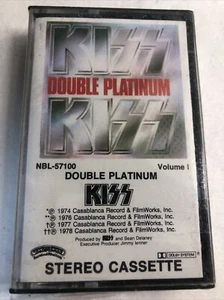 KISS
DOUBLE PLATINUM
KISS
NBL-57100 Volume I
DOUBLE PLATINUM
KISS
*℗ 1974 Casablanca Record & FilmWorks, Inc.
**℗ 1976 Casablanca Record & FilmWorks, Inc.
†℗ 1977 Casablanca Record & FilmWorks, Inc.
††℗ 1978 Casablanca Record & FilmWorks, Inc.
Produced by KISS and Sean Delaney
Executive Producer: Jimmy Ienner
DOLBY SYSTEM
STEREO CASSETTE